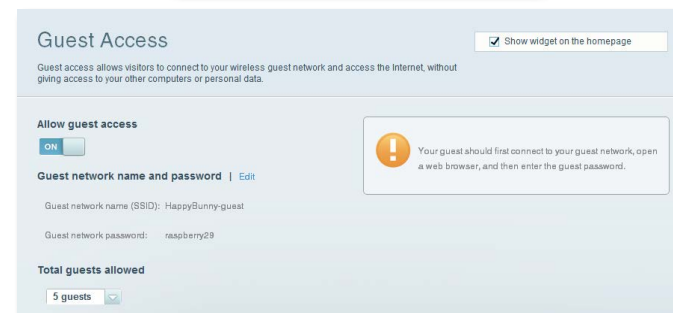 Guest Access
Show widget on the homepage
Guest access allows visitors to connect to your wireless guest network and access the Internet, without
giving access to your other computers or personal data.
Allow guest access
ON
Your guest should first connect to your guest network, open
a web browser, and then enter the guest password.
Guest network name and password | Edit
Guest network name (SSID): HappyBunny-guest
Guest network password: raspberry29
Total guests allowed
5 guests